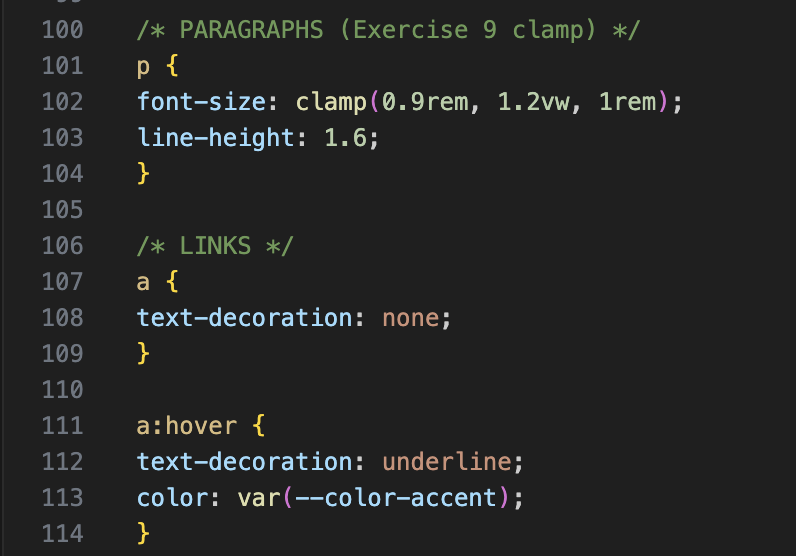 100 /* PARAGRAPHS (Exercise 9 clamp) */
101 p {
102 font-size: clamp(0.9rem, 1.2vw, 1rem);
103 line-height: 1.6;
104 }
105
106 /* LINKS */
107 a {
108 text-decoration: none;
109 }
110
111 a:hover {
112 text-decoration: underline;
113 color: var(--color-accent);
114 }